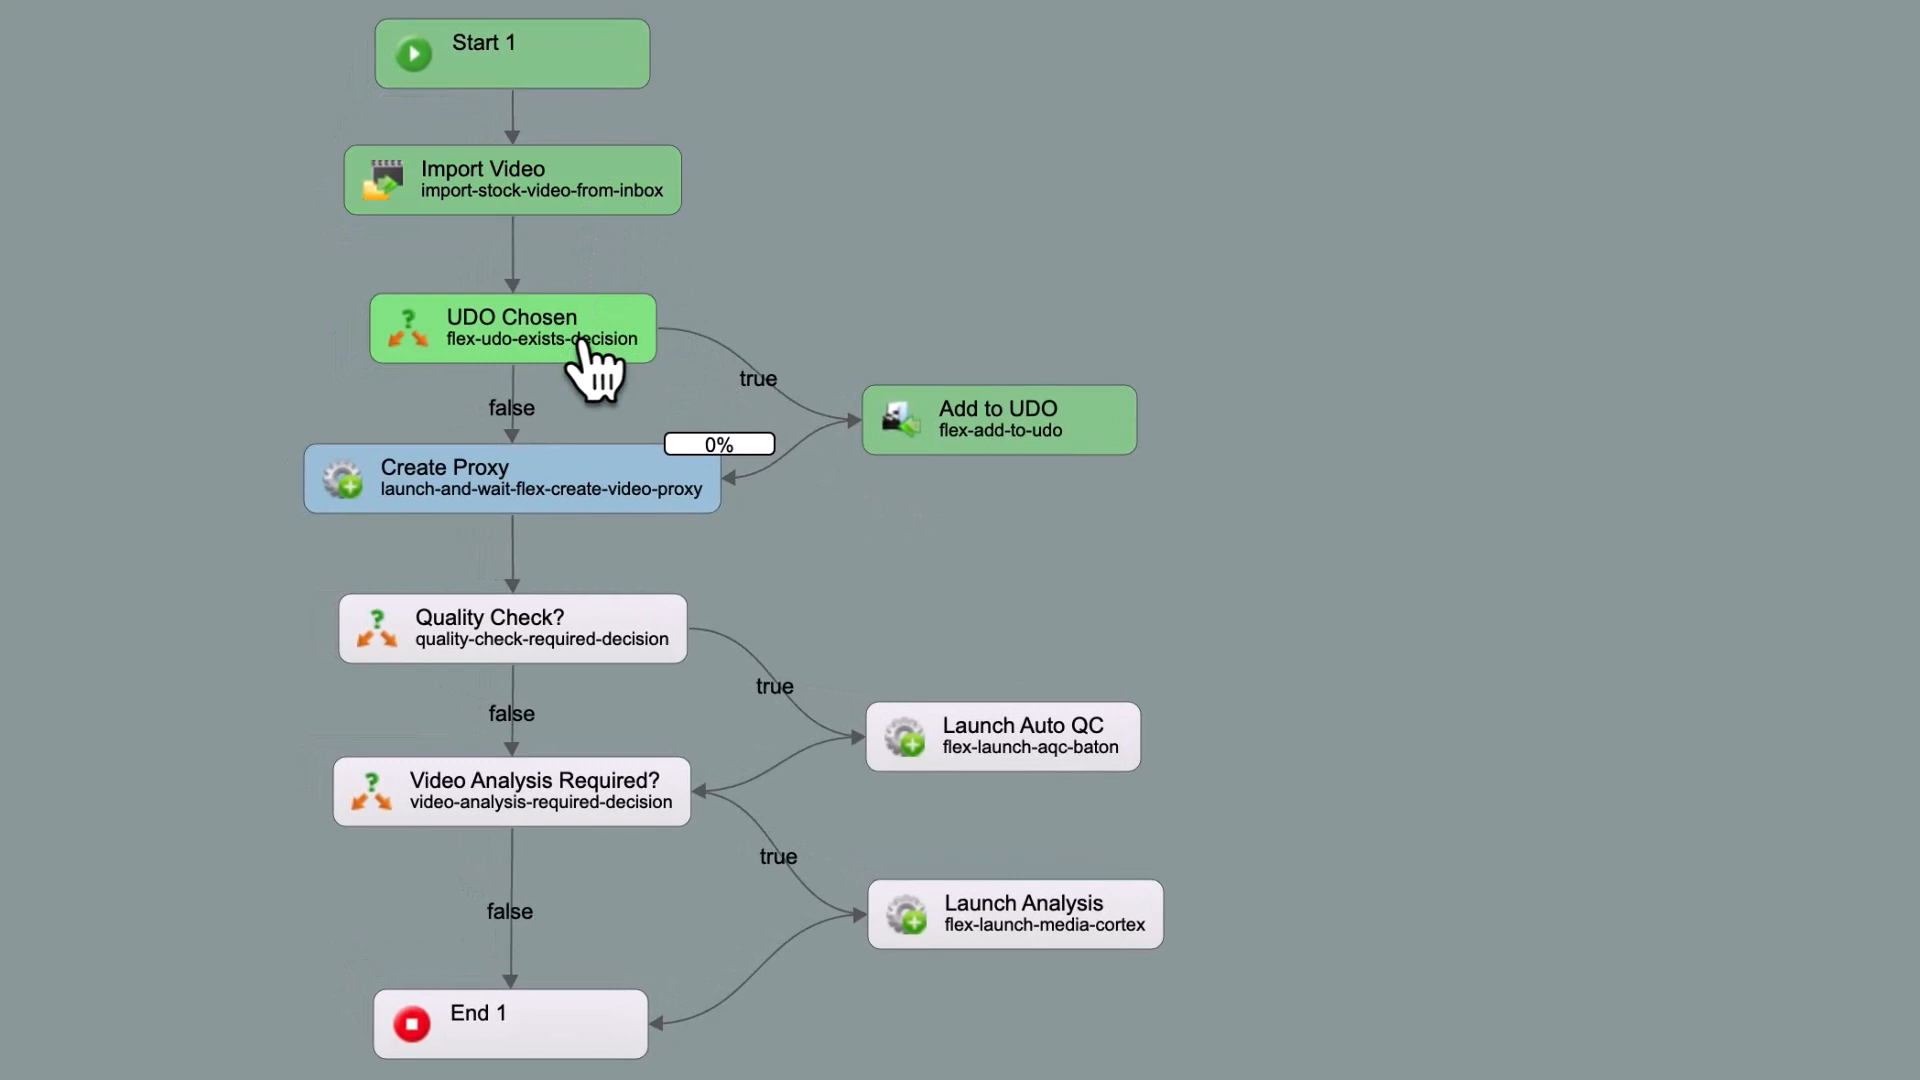 Start 1
Import Video
import-stock-video-from-inbox
UDO Chosen
flex-udo-exists-decision
true
false
Add to UDO
flex-add-to-udo
0%
Create Proxy
launch-and-wait-flex-create-video-proxy
Quality Check?
quality-check-required-decision
true
false
Launch Auto QC
flex-launch-aqc-baton
Video Analysis Required?
video-analysis-required-decision
true
false
Launch Analysis
flex-launch-media-cortex
End 1